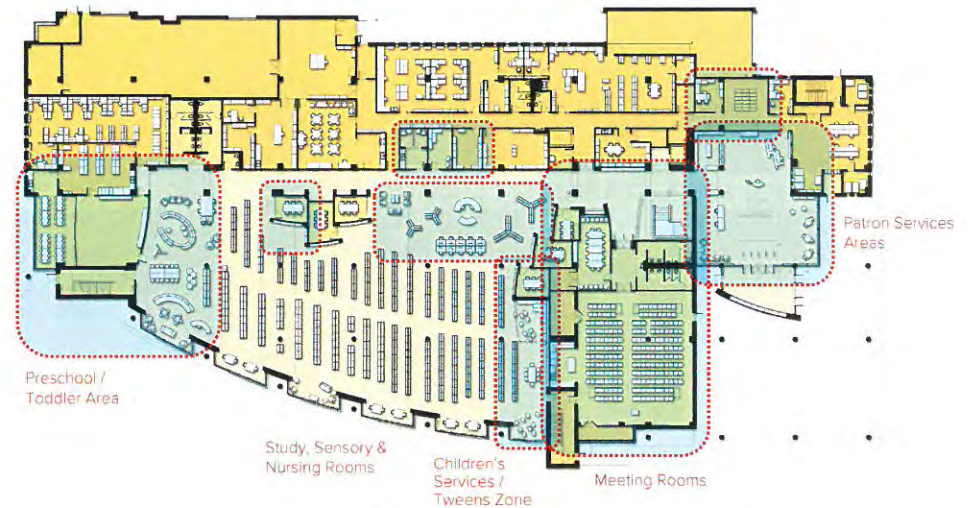 Patron Services
Areas
Preschool /
Toddler Area
Study, Sensory &
Nursing Rooms
Children's
Services /
Tweens Zone
Meeting Rooms